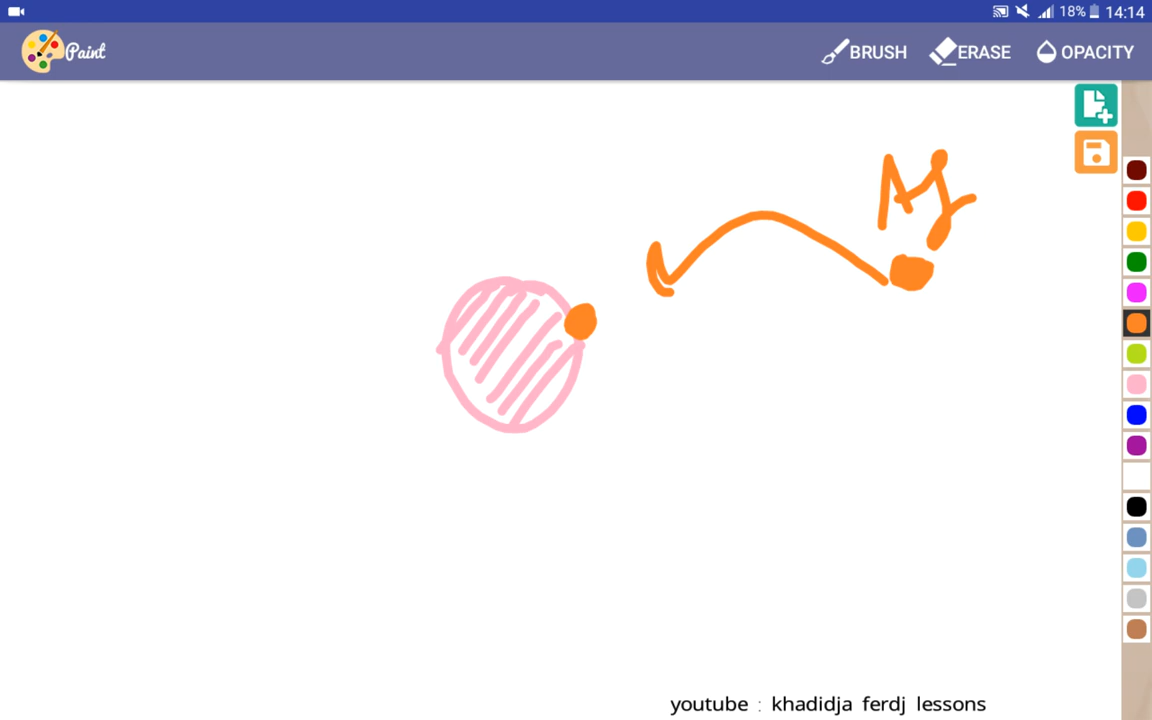 18% 14:14
Paint BRUSH ERASE OPACITY
youtube : khadidja ferdj lessons